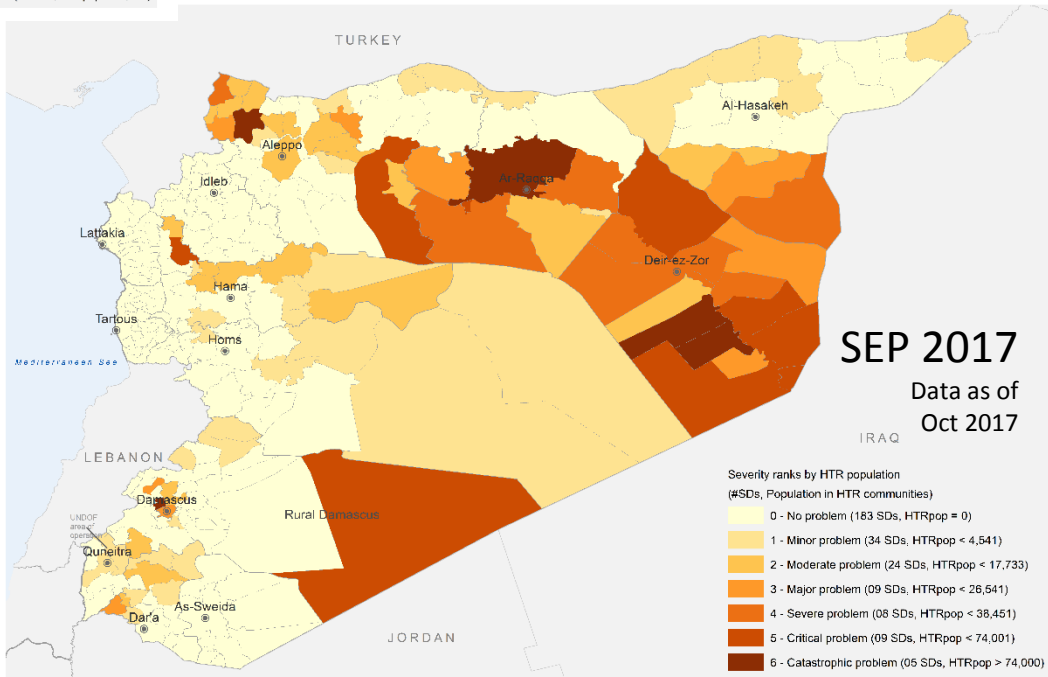 TURKEY
Al-Hasakeh
Aleppo
Ar-Raqqa
Idleb
Lattakia
Deir-ez-Zor
Hama
Tartous
Homs
Mediterranean Sea
SEP 2017
Data as of
Oct 2017
IRAQ
LEBANON
Damascus
Rural Damascus
UNDOF
area of
operation
Quneitra
As-Sweida
Dar'a
JORDAN
Severity ranks by HTR population
(#SDs, Population in HTR communities)
0 - No problem (183 SDs, HTRpop = 0)
1 - Minor problem (34 SDs, HTRpop < 4,541)
2 - Moderate problem (24 SDs, HTRpop < 17,733)
3 - Major problem (09 SDs, HTRpop < 26,541)
4 - Severe problem (08 SDs, HTRpop < 38,451)
5 - Critical problem (09 SDs, HTRpop < 74,001)
6 - Catastrophic problem (05 SDs, HTRpop > 74,000)